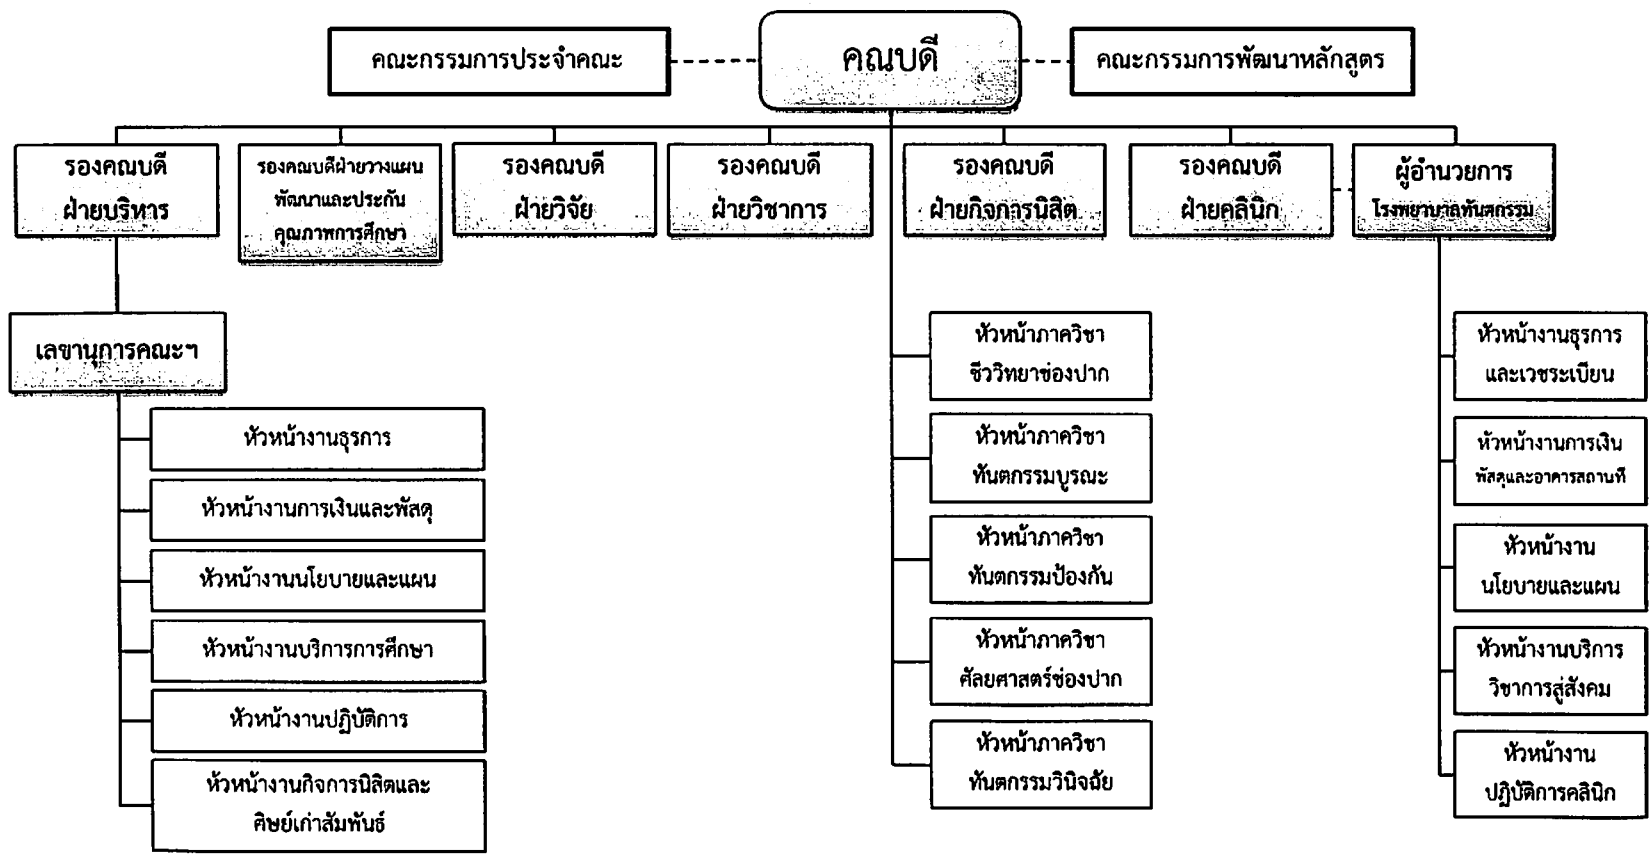 คณะกรรมการประจำคณะ
คณบดี
คณะกรรมการพัฒนาหลักสูตร
รองคณบดี
ฝ่ายบริหาร
รองคณบดีฝ่ายวางแผน
พัฒนาและประกัน
คุณภาพการศึกษา
รองคณบดี
ฝ่ายวิจัย
รองคณบดี
ฝ่ายวิชาการ
รองคณบดี
ฝ่ายกิจการนิสิต
รองคณบดี
ฝ่ายคลินิก
ผู้อำนวยการ
โรงพยาบาลทันตกรรม
เลขานุการคณะฯ
หัวหน้างานธุรการ
หัวหน้างานการเงินและพัสดุ
หัวหน้างานนโยบายและแผน
หัวหน้างานบริการการศึกษา
หัวหน้างานปฏิบัติการ
หัวหน้างานกิจการนิสิตและ
ศิษย์เก่าสัมพันธ์
หัวหน้าภาควิชา
ชีววิทยาช่องปาก
หัวหน้าภาควิชา
ทันตกรรมบูรณะ
หัวหน้าภาควิชา
ทันตกรรมป้องกัน
หัวหน้าภาควิชา
ศัลยศาสตร์ช่องปาก
หัวหน้าภาควิชา
ทันตกรรมวินิจฉัย
หัวหน้างานธุรการ
และเวชระเบียน
หัวหน้างานการเงิน
พัสดุและอาคารสถานที่
หัวหน้างาน
นโยบายและแผน
หัวหน้างานบริการ
วิชาการสู่สังคม
หัวหน้างาน
ปฏิบัติการคลินิก